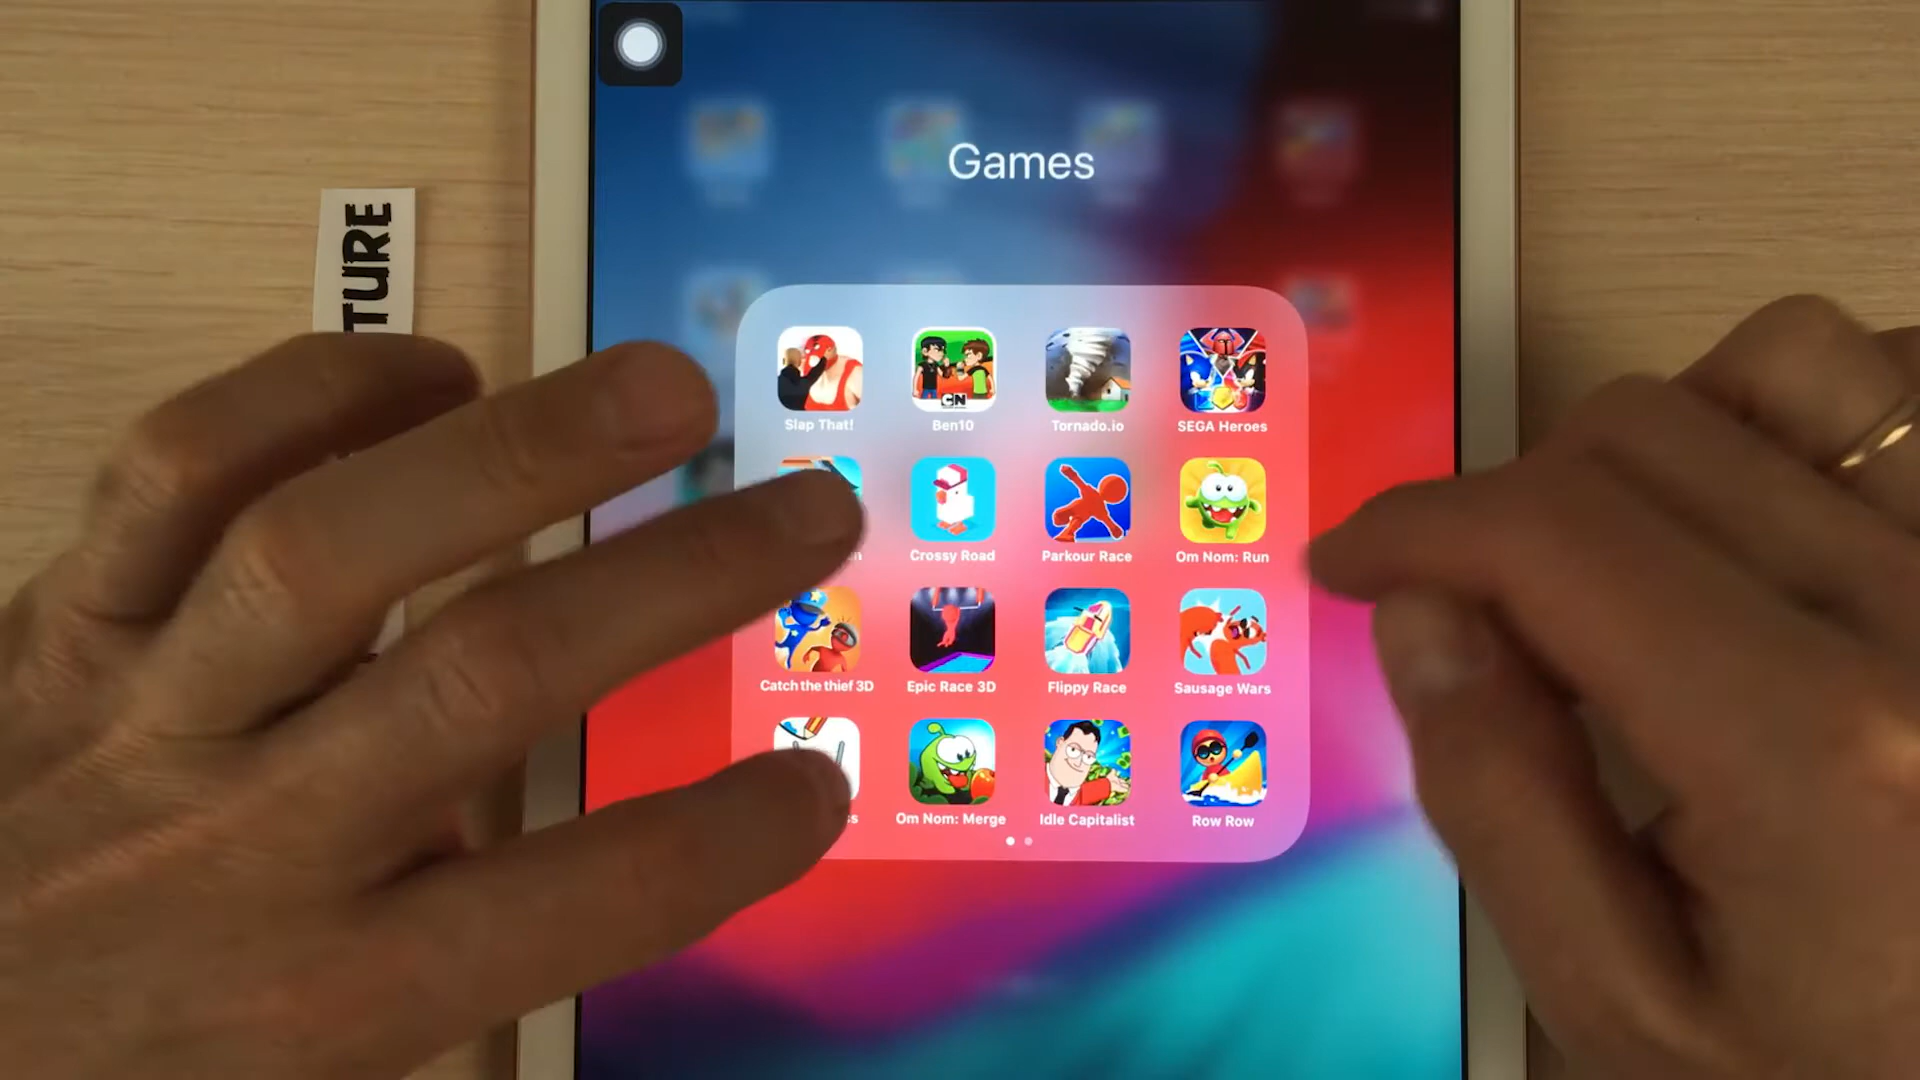 Games
TURE
Slap That!
Ben10
CN
Tornado.io
SEGA Heroes
Crossy Road
Parkour Race
Om Nom: Run
Catch the thief 3D
Epic Race 3D
Flippy Race
Sausage Wars
Om Nom: Merge
Idle Capitalist
Row Row